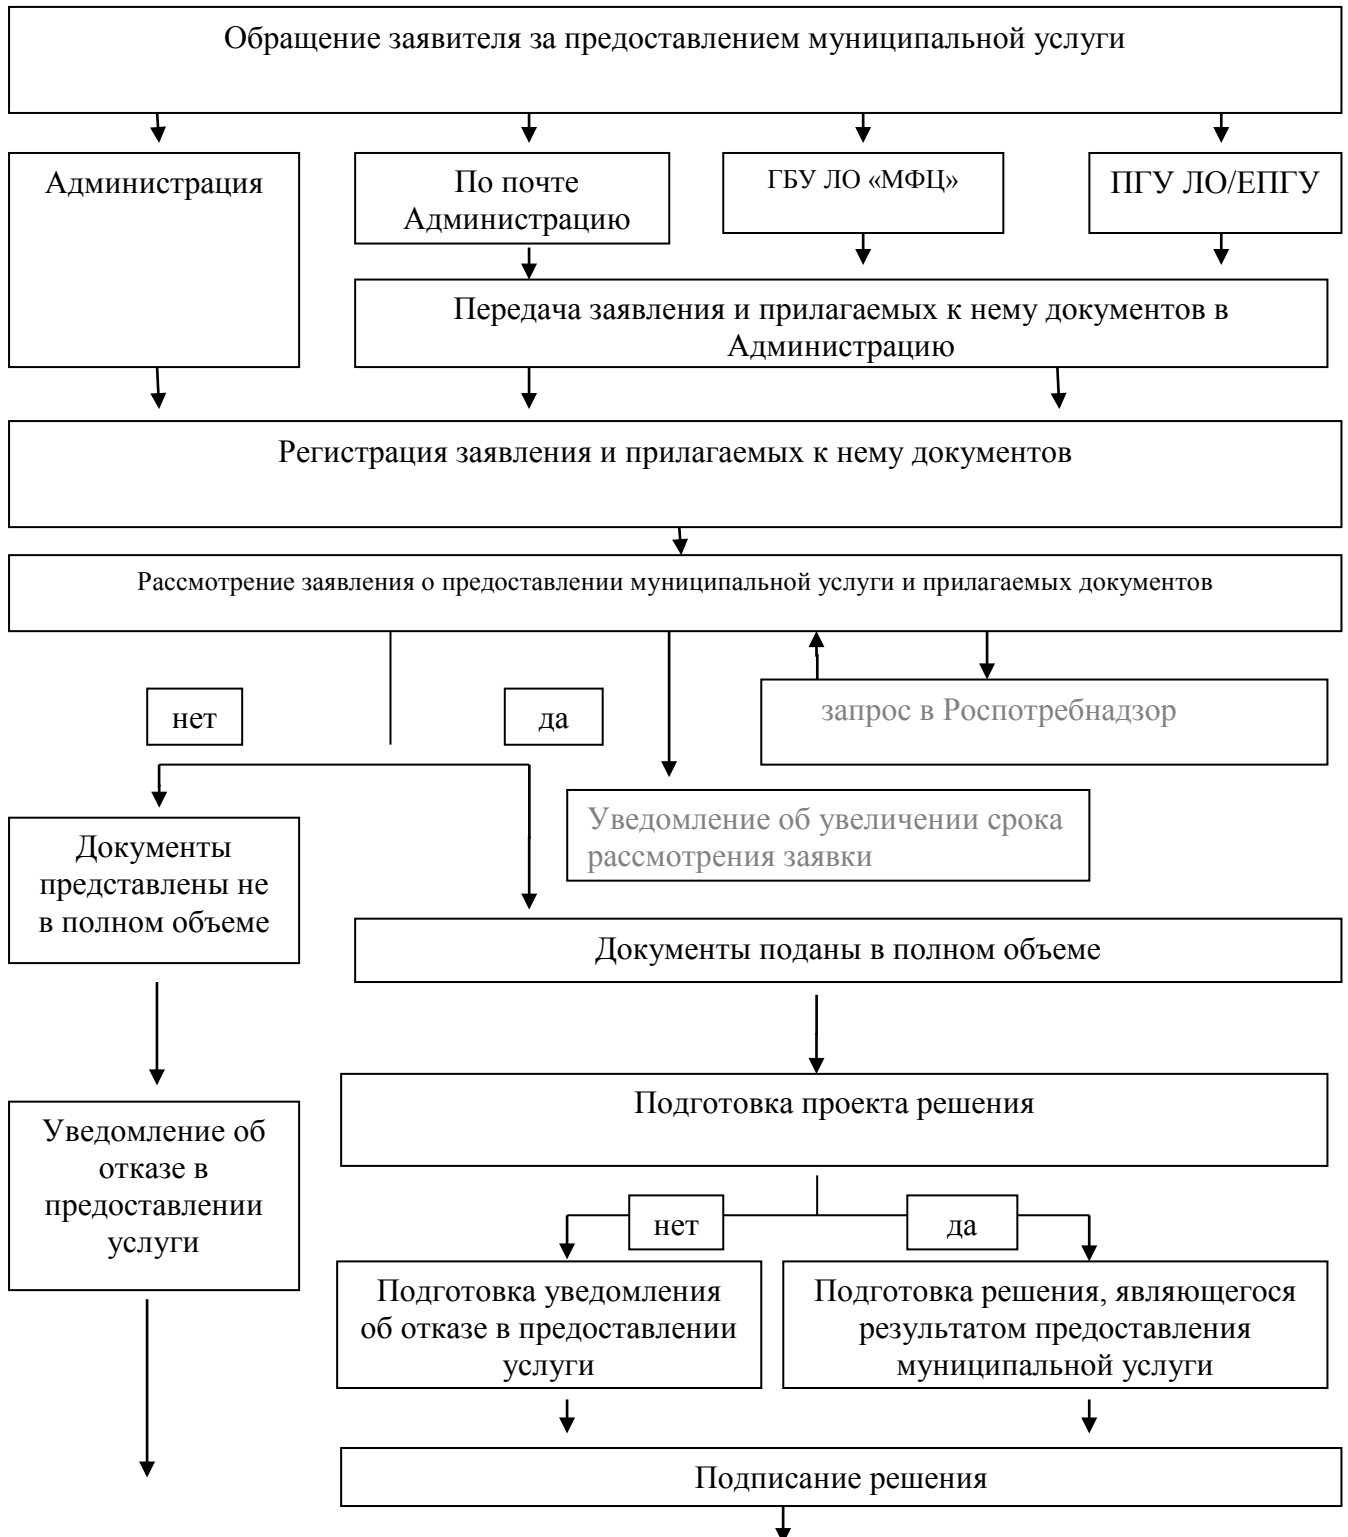 Обращение заявителя за предоставлением муниципальной услуги
Администрация
По почте
Администрацию
ГБУ ЛО «МФЦ»
ПГУ ЛО/ЕПГУ
Передача заявления и прилагаемых к нему документов в
Администрацию
Регистрация заявления и прилагаемых к нему документов
Рассмотрение заявления о предоставлении муниципальной услуги и прилагаемых документов
нет
да
запрос в Роспотребнадзор
Уведомление об увеличении срока
рассмотрения заявки
Документы
представлены не
в полном объеме
Документы поданы в полном объеме
Подготовка проекта решения
Уведомление об
отказе в
предоставлении
услуги
нет
да
Подготовка уведомления
об отказе в предоставлении
услуги
Подготовка решения, являющегося
результатом предоставления
муниципальной услуги
Подписание решения